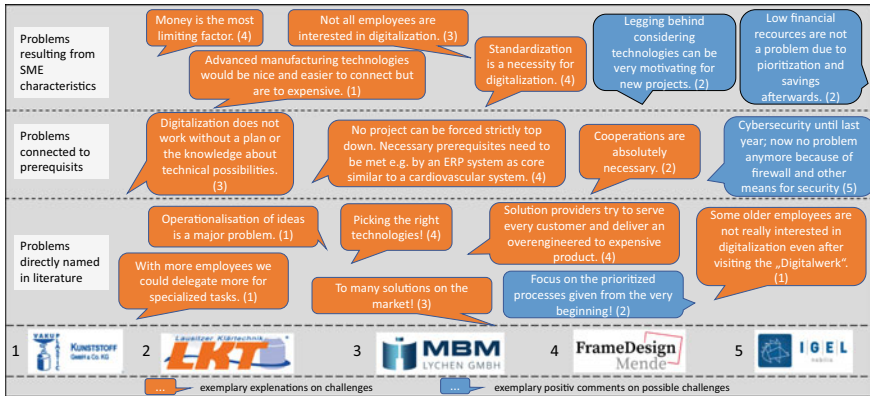 Problems
resulting from
SME
characteristics
Money is the most
limiting factor. (4)
Not all employees are
interested in digitalization. (3)
Advanced manufacturing technologies
would be nice and easier to connect but
are to expensive.
(1)
Standardization
is a necessity for
digitalization. (4)
Legging behind
considering
technologies can be
very motivating for
new projects. (2)
Low financial
recources are not
a problem due to
pioritization and
savings
afterwards. (2)
Problems
connected to
prerequisits
Digitalization does not
work without a plan or
the knowledge about
technical possibilities.
(3)
No project can be forced strictly top
down. Necessary prerequisites need to
be met e.g. by an ERP system as core
similar to a cardiovascular system. (4)
Cooperations are
absolutely
necessary. (2)
Cybersecurity until last
year; now no problem
anymore because of
firewall and other
means for security (5)
Problems
directly named
in literature
Operationalisation of ideas
is a major problem. (1)
With more employees we
could delegate more for
specialized tasks. (1)
Picking the right
technologies! (4)
To many solutions on the
market! (3)
Solution providers try to serve
every customer and deliver an
overengineered to expensive
product. (4)
Focus on the prioritized
processes given from the very
beginning! (2)
Some older employees are
not really interested in
digitalization even after
visiting the „Digitalwerk“.
(1)
1
KUNSTSTOFF
GmbH & Co. KG
2
Lausitzer Klärtechnik
LKT
3
MBM
LYCHEN GMBH
4
FrameDesign
Mende
5
IGEL
... exemplary explenations on challenges
... exemplary positiv comments on possible challenges